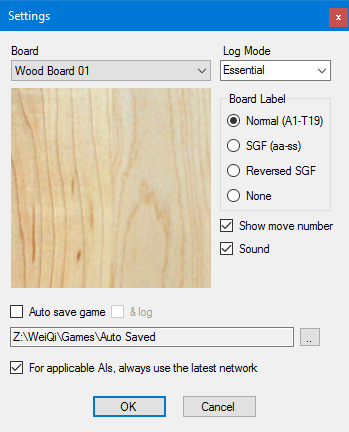 Settings
x
Board
Log Mode
Wood Board 01
Essential
Board Label
Normal (A1-T19)
SGF (aa-ss)
Reversed SGF
None
Show move number
Sound
Auto save game
& log
Z:\WeiQi\Games\Auto Saved
..
For applicable AIs, always use the latest network
OK
Cancel